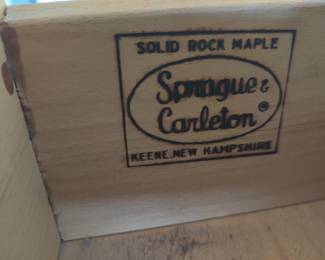 SOLID ROCK MAPLE
Sprague &
Carleton ®
KEENE, NEW HAMPSHIRE